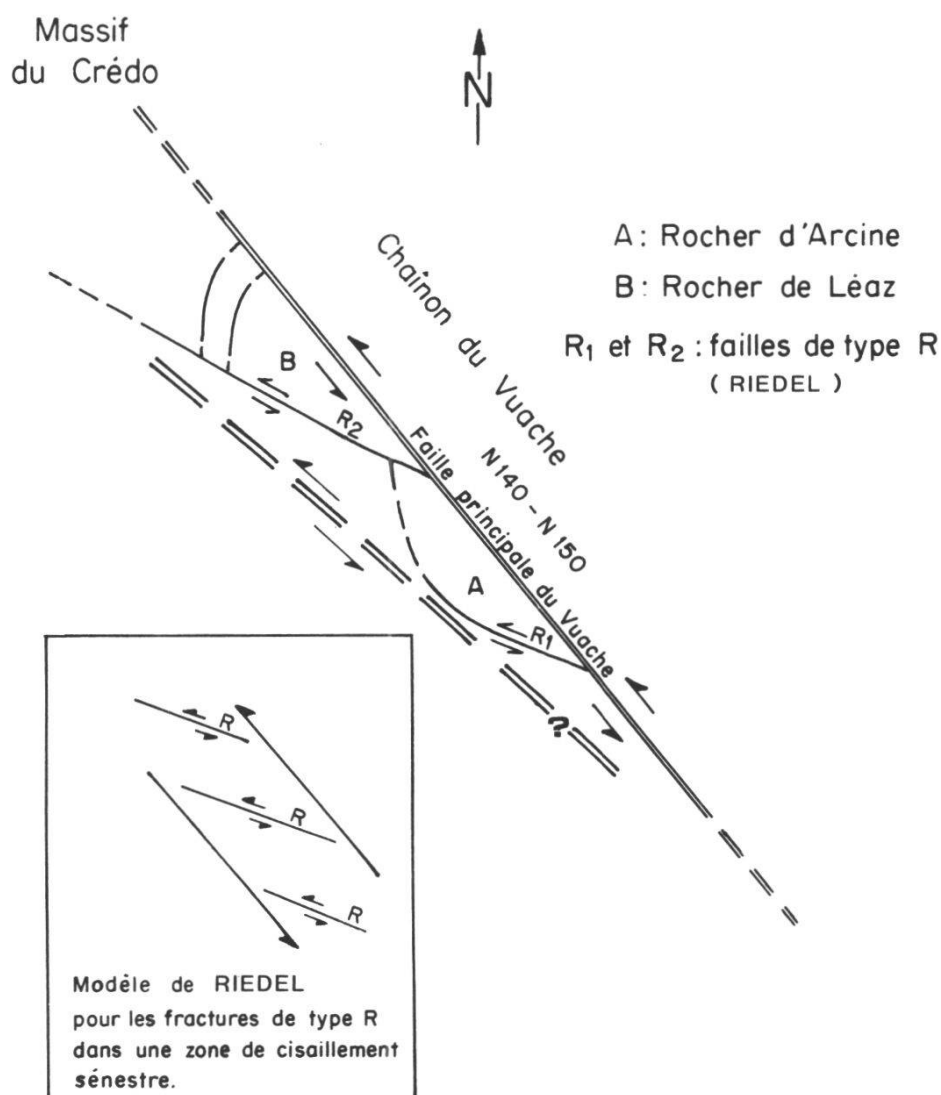 Massif
du Crédo
N
A: Rocher d'Arcine
B: Rocher de Léaz
R1 et R2 : failles de type R
( RIEDEL )
Chaînon du Vuache
N 140 - N 150
Faille principale du Vuache
B
R2
A
R1
?
R
R
R
Modèle de RIEDEL
pour les fractures de type R
dans une zone de cisaillement
sénestre.